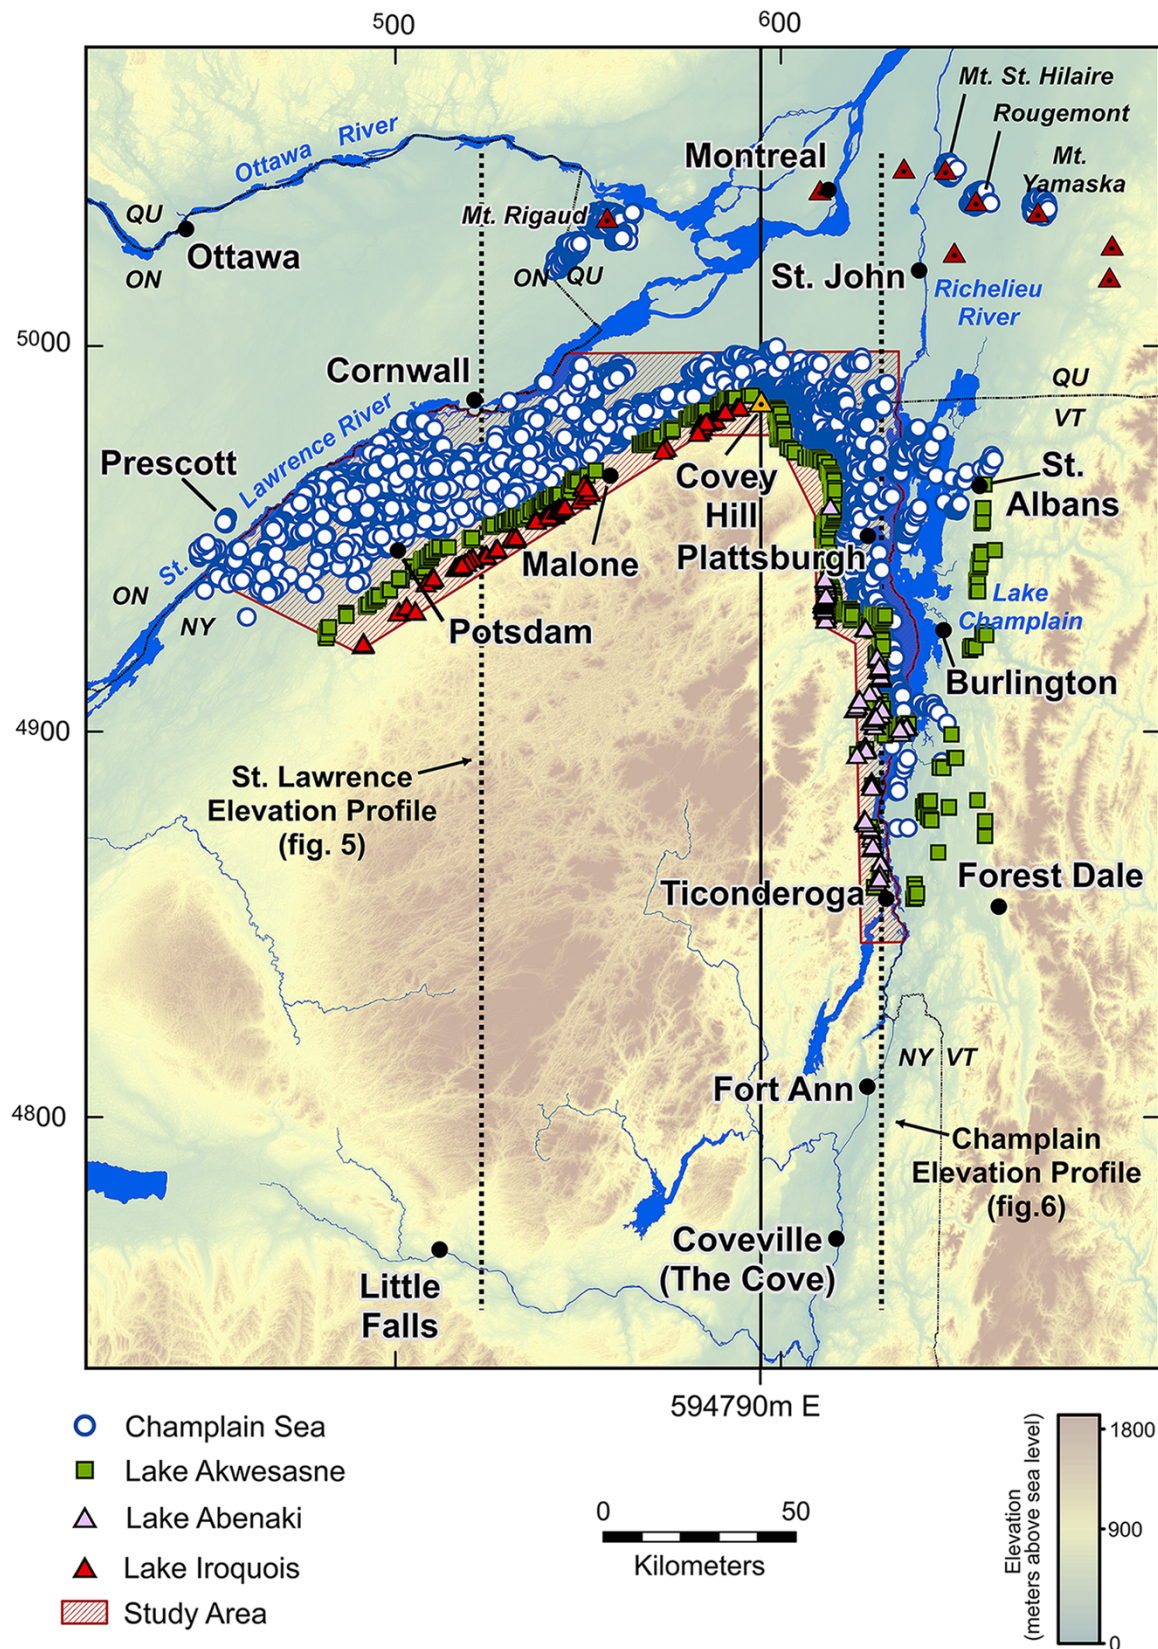 500
600
Mt. St. Hilaire
Rougemont
Mt.
Yamaska
Ottawa River
Montreal
QU
Mt. Rigaud
Ottawa
ON
ON QU
St. John
Richelieu
River
5000
Cornwall
QU
VT
St. Lawrence River
Prescott
Covey
Hill
St.
Albans
Malone
Plattsburgh
ON
NY
Lake
Champlain
Potsdam
Burlington
4900
St. Lawrence
Elevation Profile
(fig. 5)
Ticonderoga
Forest Dale
NY VT
Fort Ann
4800
Champlain
Elevation Profile
(fig.6)
Coveville
(The Cove)
Little
Falls
594790m E
Champlain Sea
Lake Akwesasne
Lake Abenaki
Lake Iroquois
Study Area
0 50
Kilometers
Elevation
(meters above sea level)
1800
900
0